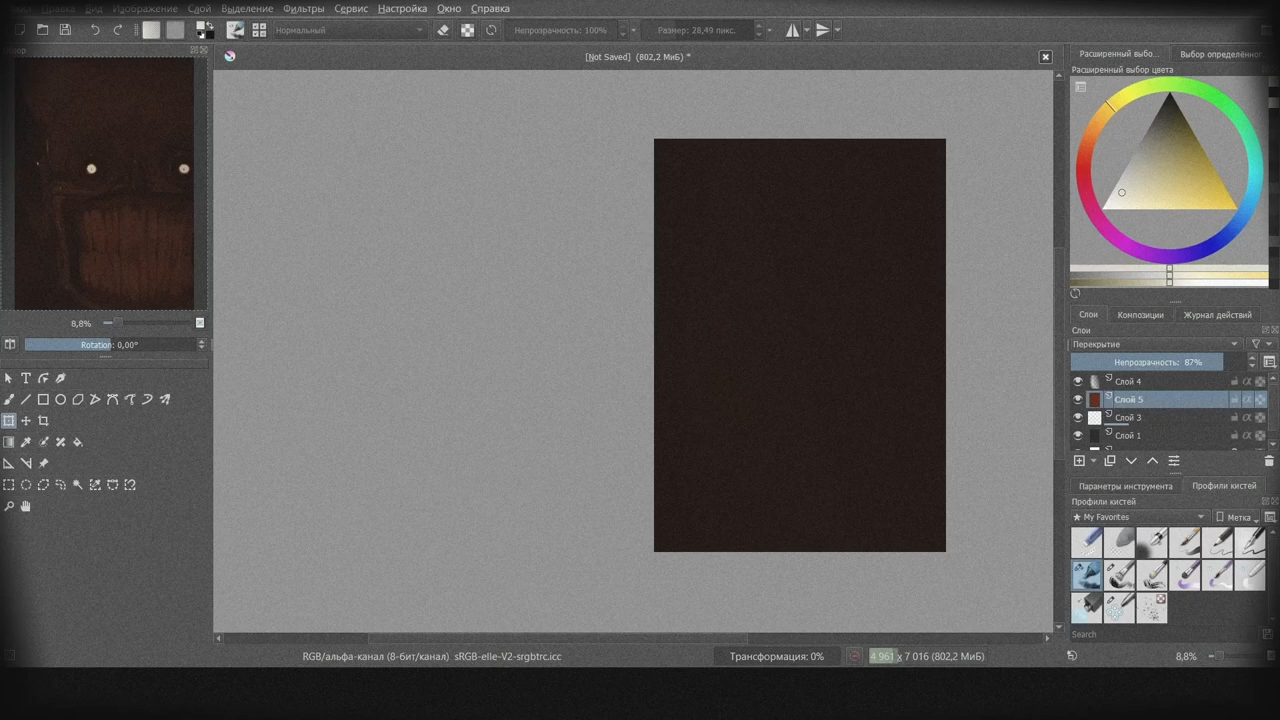 Правка Вид Изображение Слой Выделение Фильтры Сервис Настройка Окно Справка
Нормальный
Непрозрачность: 100%
Размер: 28,49 пикс.
[Not Saved] (802,2 МиБ) *
Расширенный выбо...
Расширенный выбор цвета
8,8%
Rotation: 0,00°
Слои Композиции Журнал действий
Слои
Перекрытие
Непрозрачность: 87%
Слой 4
Слой 5
Слой 3
Слой 1
Параметры инструмента Профили кистей
Профили кистей
★ My Favorites
Метка
Search
RGB/альфа-канал (8-бит/канал) sRGB-elle-V2-srgbtrc.icc
Трансформация: 0%
4 961 x 7 016 (802,2 МиБ)
8,8%